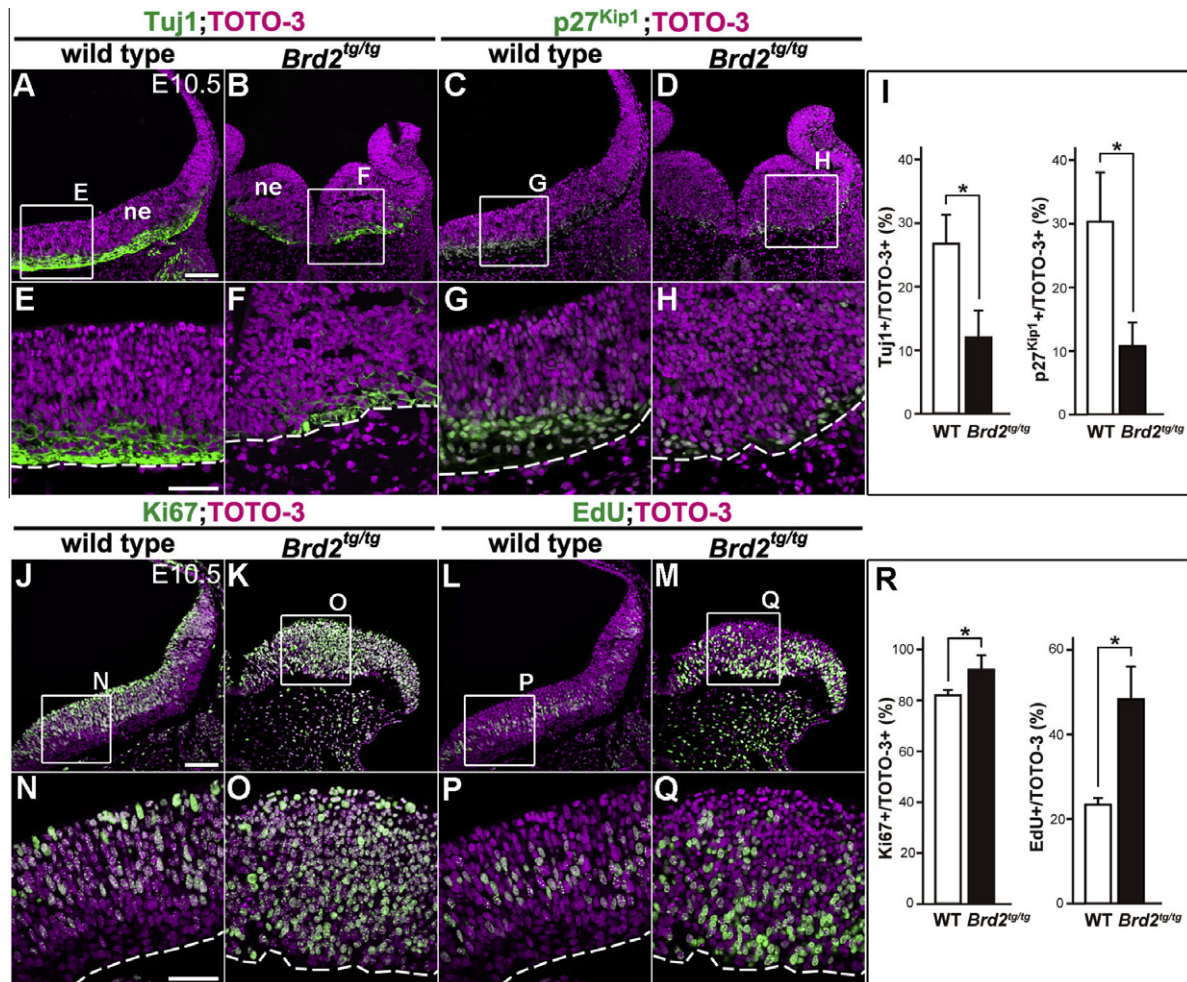 Tuj1;TOTO-3 p27Kip1;TOTO-3
wild type Brd2tg/tg wild type Brd2tg/tg
A E10.5 B C D
E ne ne F G H
E F G H
I
Tuj1+/TOTO-3+ (%)
40
30
20
10
0
*
WT Brd2tg/tg
p27Kip1+/TOTO-3+ (%)
40
30
20
10
0
*
WT Brd2tg/tg
Ki67;TOTO-3 EdU;TOTO-3
wild type Brd2tg/tg wild type Brd2tg/tg
J E10.5 K L M
N O P Q
N O P Q
R
Ki67+/TOTO-3+ (%)
100
80
60
40
20
0
*
WT Brd2tg/tg
EdU+/TOTO-3 (%)
60
40
20
0
*
WT Brd2tg/tg